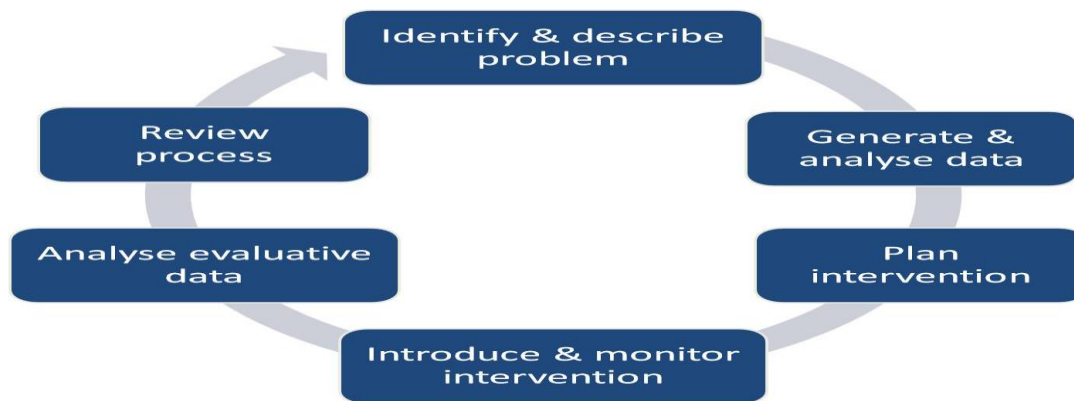 Identify & describe
problem
Generate &
analyse data
Plan
intervention
Introduce & monitor
intervention
Analyse evaluative
data
Review
process